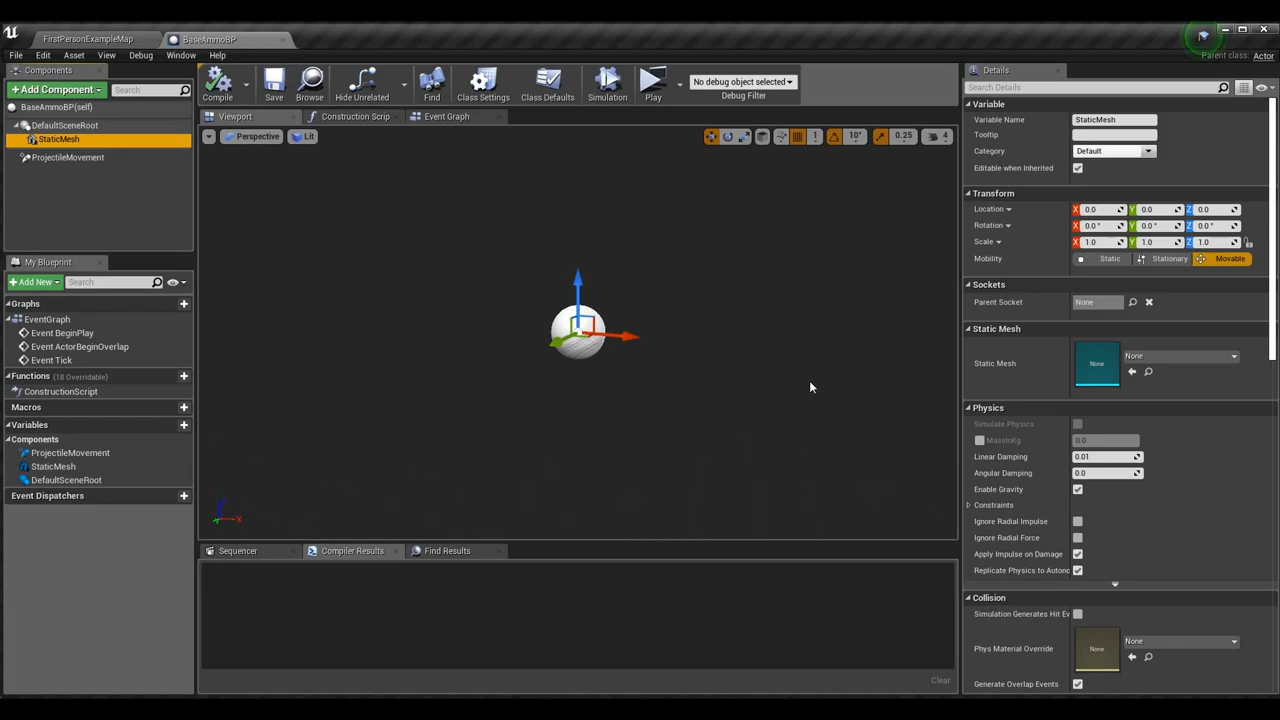 FirstPersonExampleMap
BaseAmmoBP
Parent class: Actor
File Edit Asset View Debug Window Help
Components
+ Add Component
Search
BaseAmmoBP(self)
DefaultSceneRoot
StaticMesh
ProjectileMovement
My Blueprint
+ Add New
Search
Graphs
EventGraph
Event BeginPlay
Event ActorBeginOverlap
Event Tick
Functions (18 Overridable)
ConstructionScript
Macros
Variables
Components
ProjectileMovement
StaticMesh
DefaultSceneRoot
Event Dispatchers
Compile
Save
Browse
Hide Unrelated
Find
Class Settings
Class Defaults
Simulation
Play
No debug object selected
Debug Filter
Viewport
Construction Scrip
Event Graph
Perspective
Lit
1
10°
0.25
4
X
Sequencer
Compiler Results
Find Results
Clear
Details
Search Details
Variable
Variable Name StaticMesh
Tooltip
Category Default
Editable when Inherited
Transform
Location X 0.0 Y 0.0 Z 0.0
Rotation X 0.0 ° Y 0.0 ° Z 0.0 °
Scale X 1.0 Y 1.0 Z 1.0
Mobility Static Stationary Movable
Sockets
Parent Socket None
Static Mesh
Static Mesh None None
Physics
Simulate Physics
MassInKg 0.0
Linear Damping 0.01
Angular Damping 0.0
Enable Gravity
Constraints
Ignore Radial Impulse
Ignore Radial Force
Apply Impulse on Damage
Replicate Physics to Autono
Collision
Simulation Generates Hit Ev
Phys Material Override None None
Generate Overlap Events